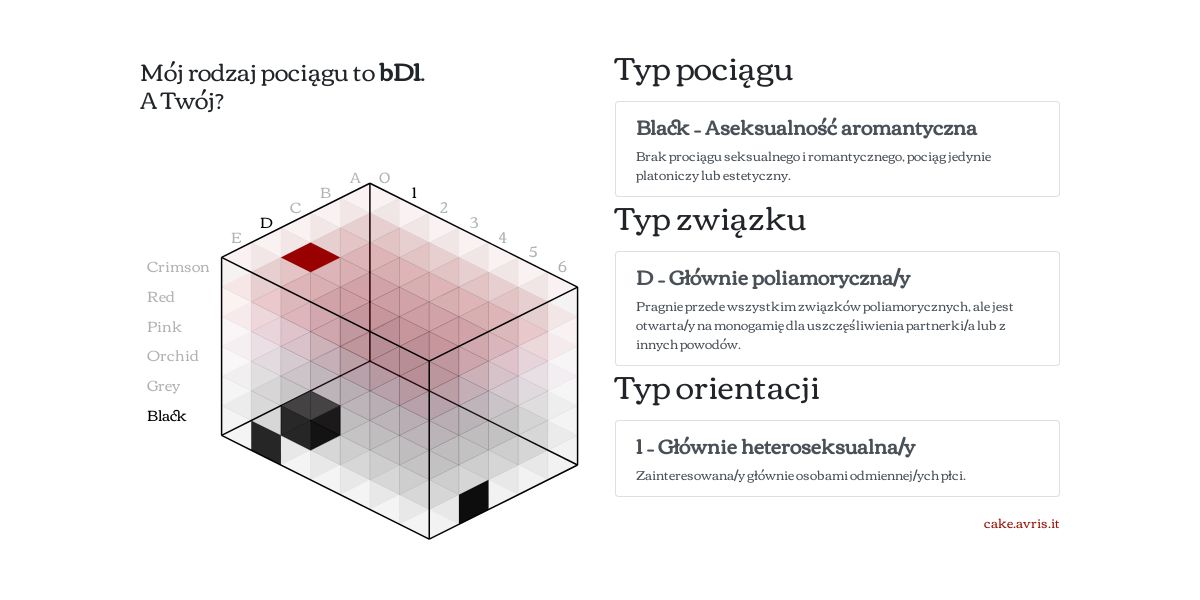 Mój rodzaj pociągu to bD1.
A Twój?
A O
B 1
C 2
D 3
E 4
5
6
Crimson
Red
Pink
Orchid
Grey
Black
Typ pociągu
Black – Aseksualność aromantyczna
Brak prociągu seksualnego i romantycznego, pociąg jedynie
platoniczy lub estetyczny.
Typ związku
D – Głównie poliamoryczna/y
Pragnie przede wszystkim związków poliamorycznych, ale jest
otwarta/y na monogamię dla uszczęśliwienia partnerki/a lub z
innych powodów.
Typ orientacji
1 – Głównie heteroseksualna/y
Zainteresowana/y głównie osobami odmiennej/ych płci.
cake.avris.it